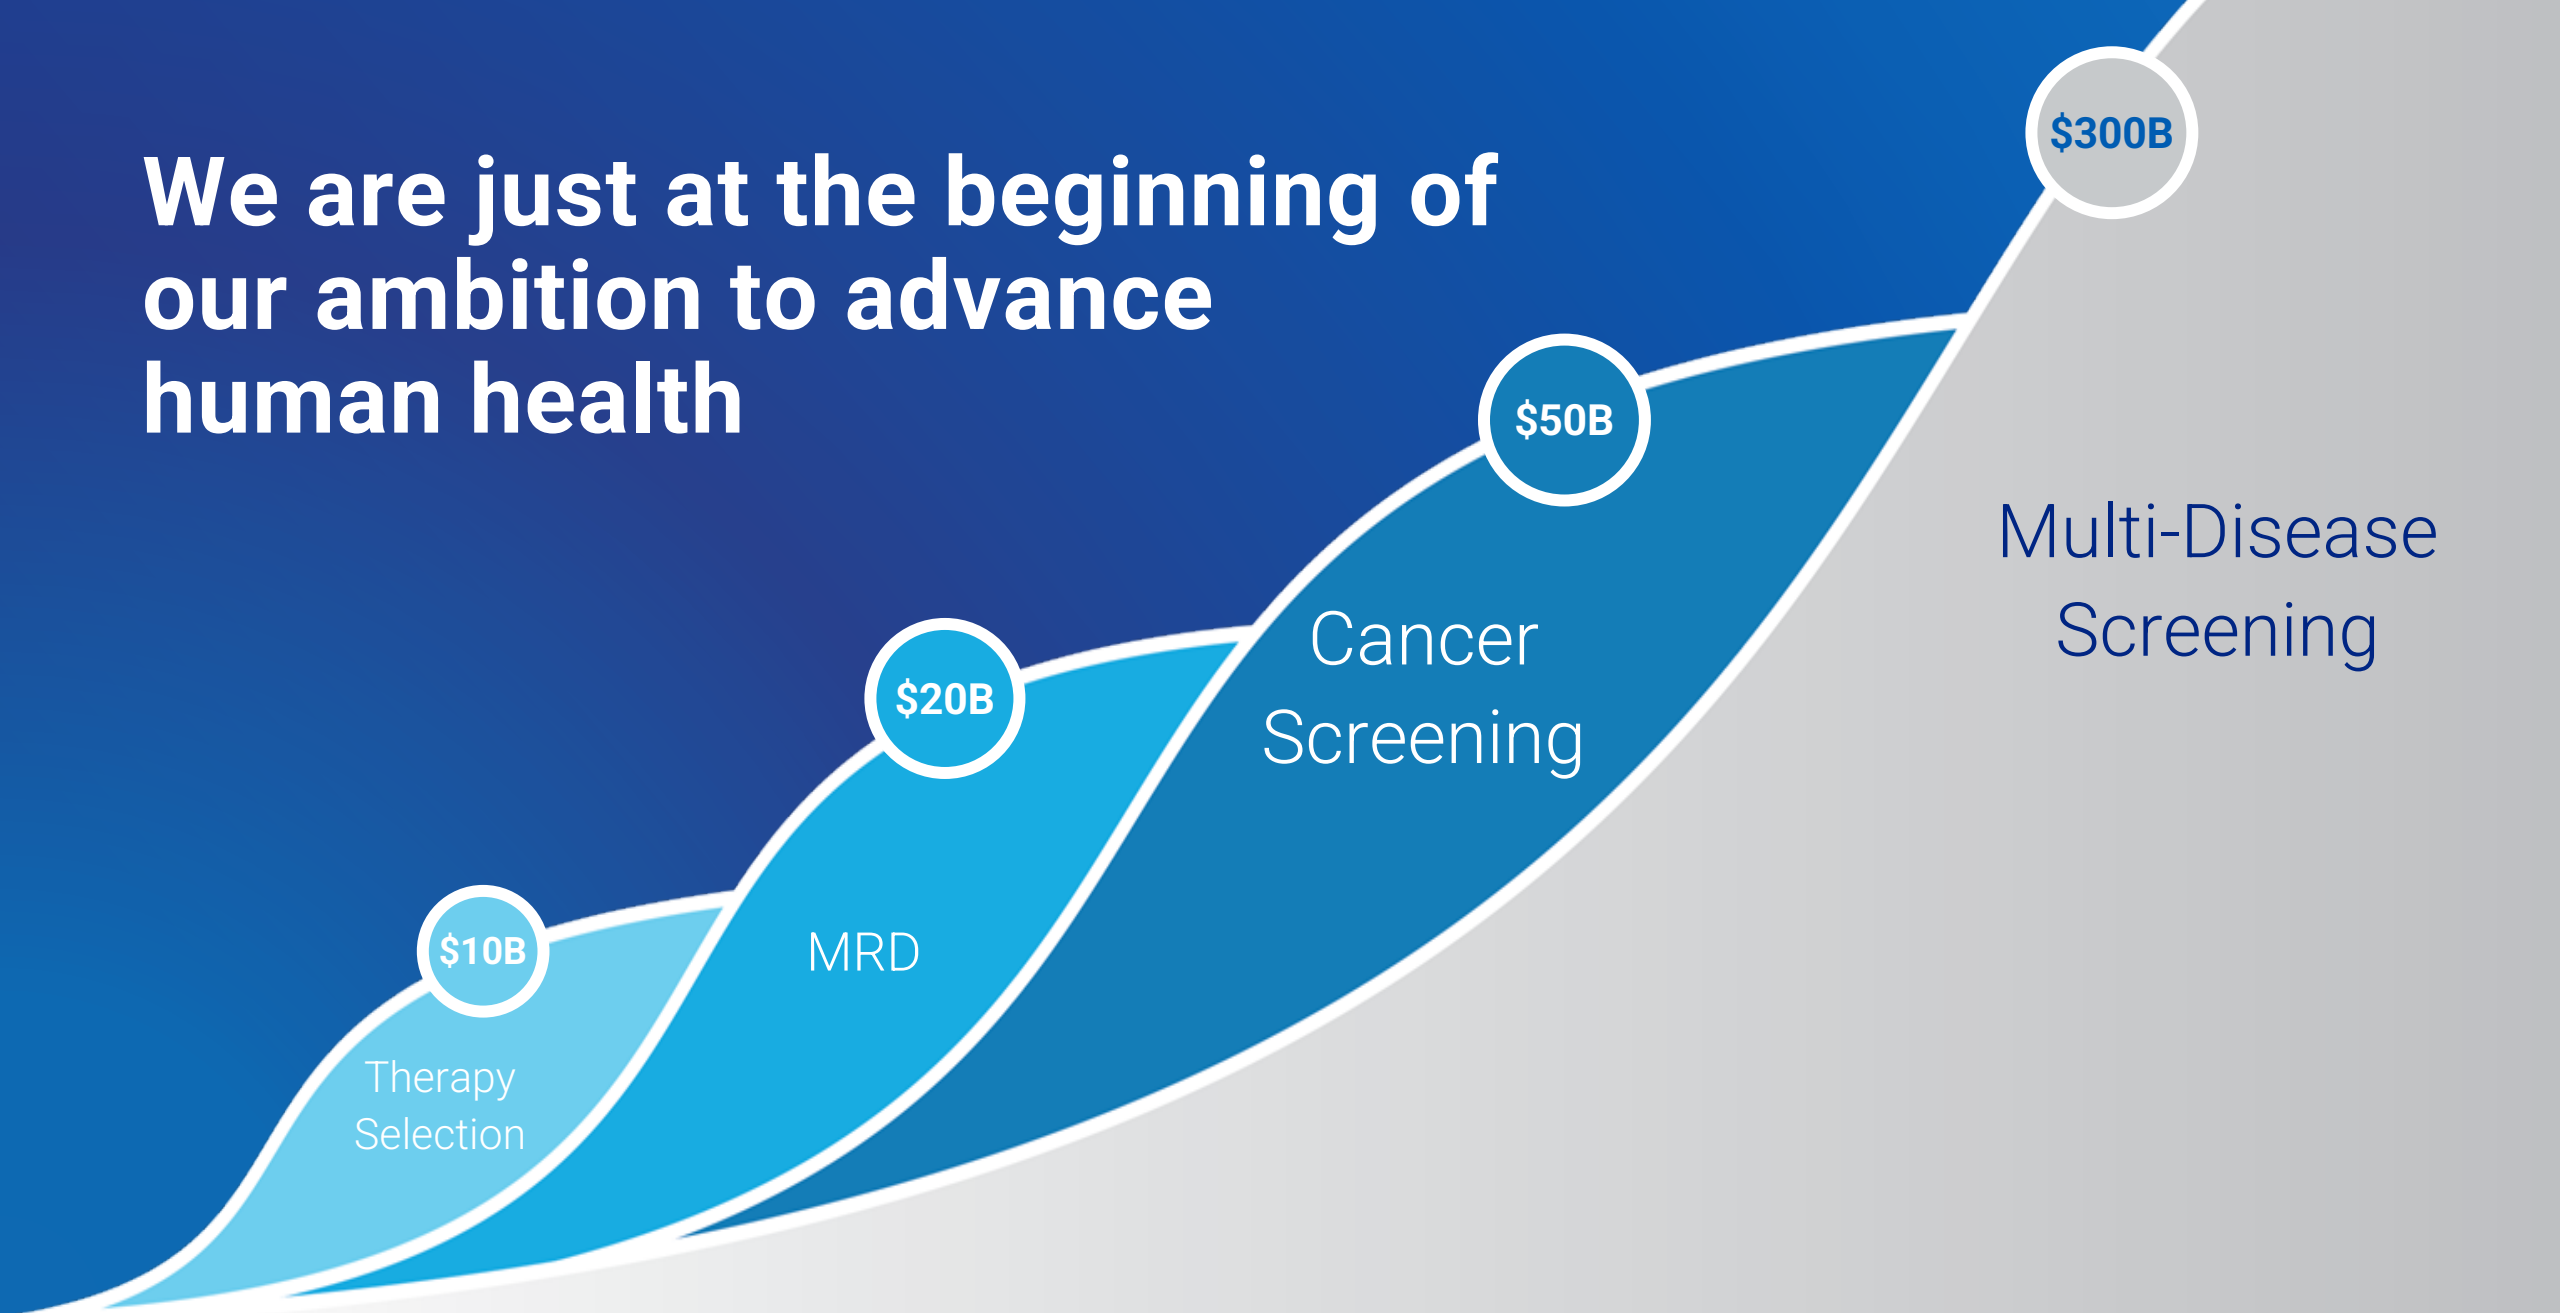 We are just at the beginning of
our ambition to advance
human health
$300B
Multi-Disease
Screening
$50B
Cancer
Screening
$20B
MRD
$10B
Therapy
Selection